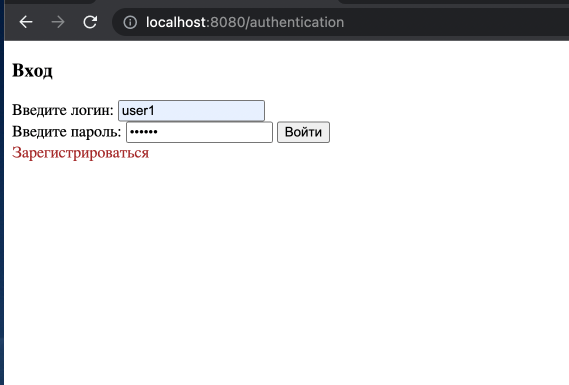 localhost:8080/authentication
Вход
Введите логин: user1
Введите пароль: •••••• Войти
Зарегистрироваться